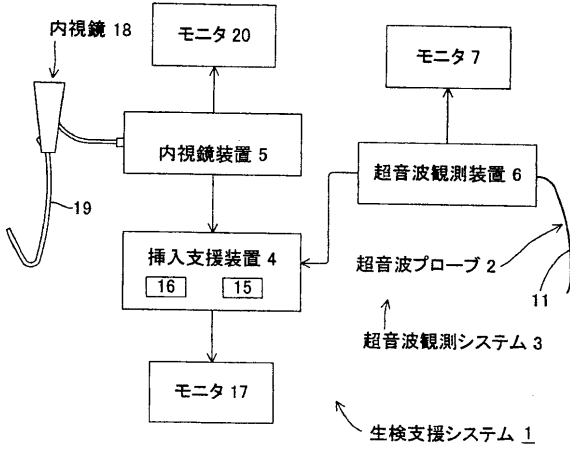 内視鏡 18
モニタ 20
モニタ 7
内視鏡装置 5
超音波観測装置 6
19
挿入支援装置 4
16
15
超音波プローブ 2
11
超音波観測システム 3
モニタ 17
生検支援システム 1